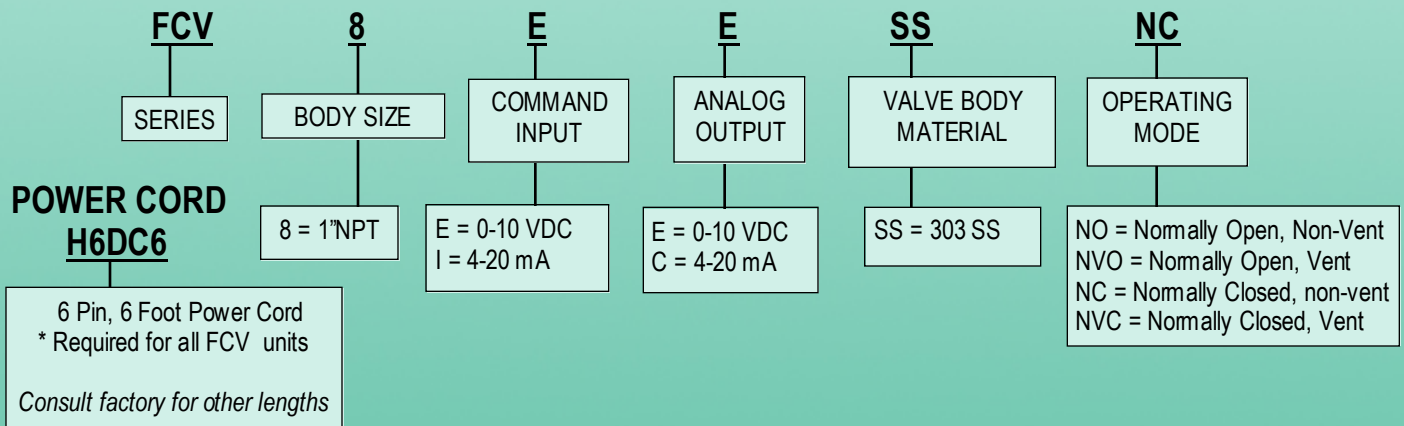 FCV 8 E E SS NC
SERIES
BODY SIZE
COMMAND
INPUT
ANALOG
OUTPUT
VALVE BODY
MATERIAL
OPERATING
MODE
8 = 1”NPT
E = 0-10 VDC
I = 4-20 mA
E = 0-10 VDC
C = 4-20 mA
SS = 303 SS
NO = Normally Open, Non-Vent
NVO = Normally Open, Vent
NC = Normally Closed, non-vent
NVC = Normally Closed, Vent
POWER CORD
H6DC6
6 Pin, 6 Foot Power Cord
* Required for all FCV units
Consult factory for other lengths